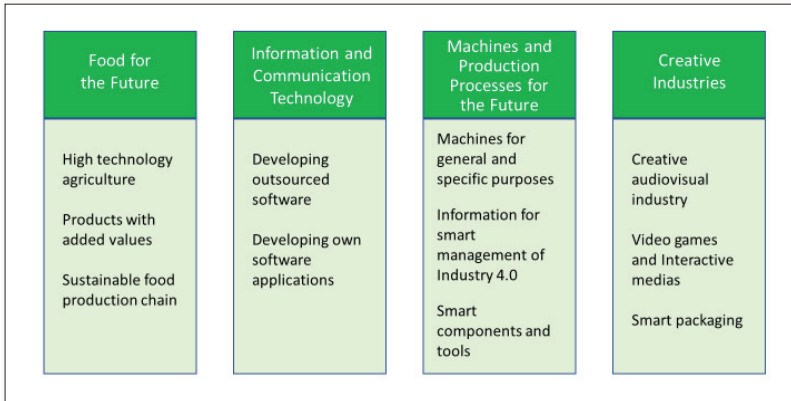 Food for
the Future
High technology
agriculture
Products with
added values
Sustainable food
production chain
Information and
Communication
Technology
Developing
outsourced
software
Developing own
software
applications
Machines and
Production
Processes for
the Future
Machines for
general and
specific purposes
Information for
smart
management of
Industry 4.0
Smart
components and
tools
Creative
Industries
Creative
audiovisual
industry
Video games
and Interactive
medias
Smart packaging